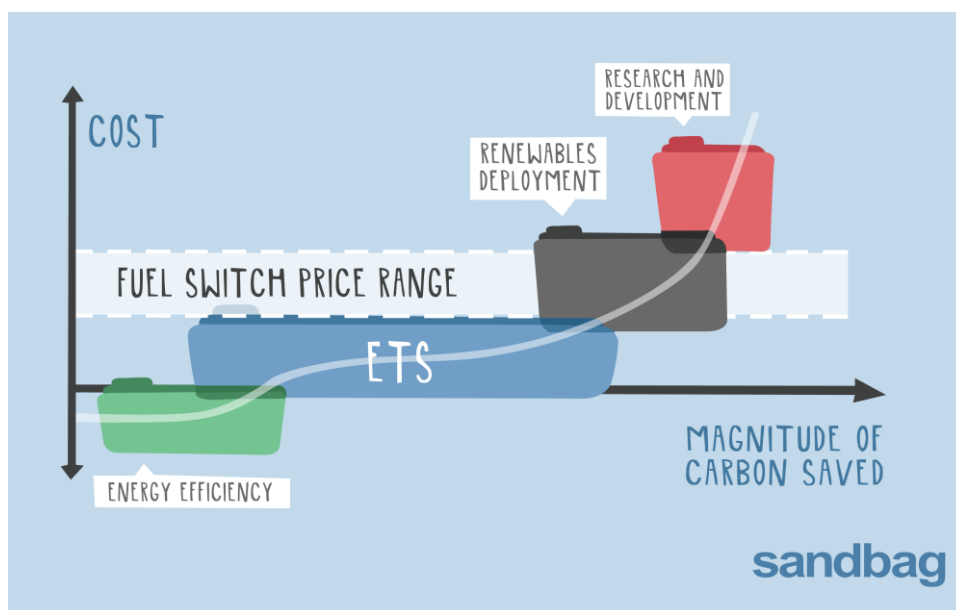 RESEARCH AND
DEVELOPMENT
COST
RENEWABLES
DEPLOYMENT
FUEL SWITCH PRICE RANGE
ETS
MAGNITUDE OF
CARBON SAVED
ENERGY EFFICIENCY
sandbag